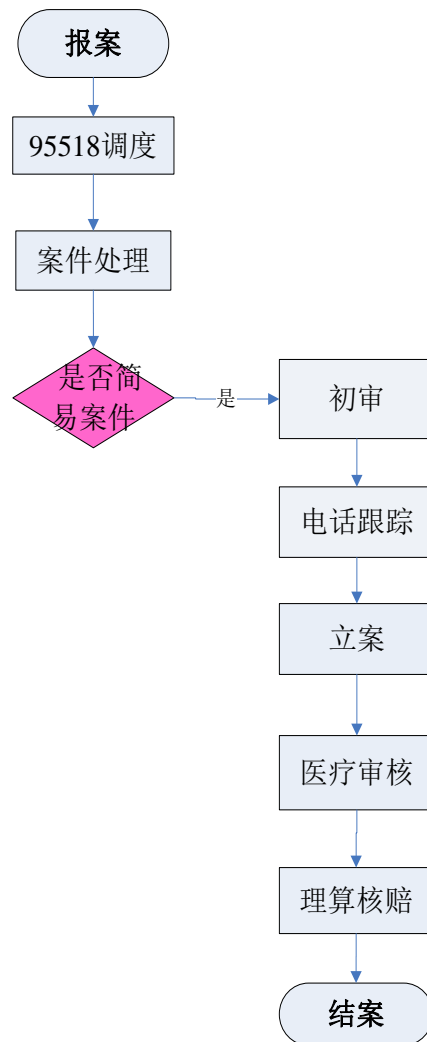 报案
95518调度
案件处理
是否简
易案件
是
初审
电话跟踪
立案
医疗审核
理算核赔
结案